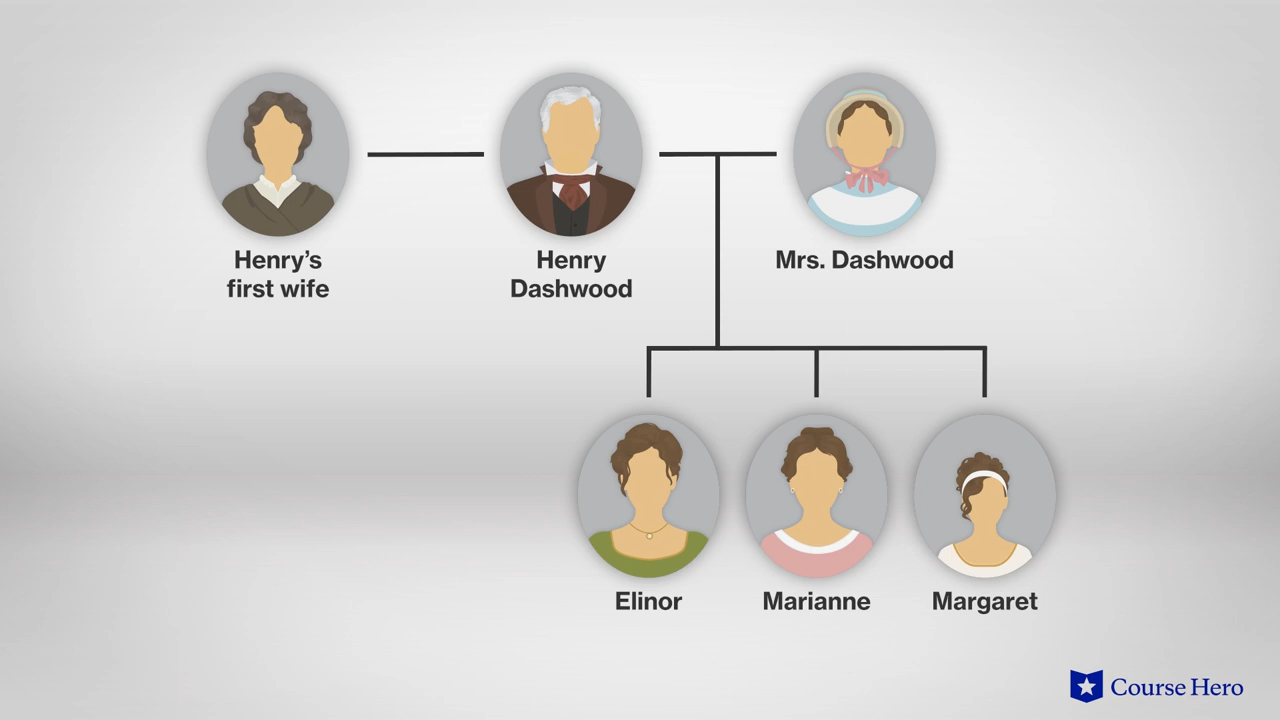 Henry’s
first wife
Henry
Dashwood
Mrs. Dashwood
Elinor
Marianne
Margaret
Course Hero